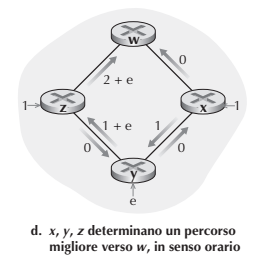 w
0
2 + e
1
z
x
1
1 + e
1
0
0
y
e
d. x, y, z determinano un percorso
migliore verso w, in senso orario